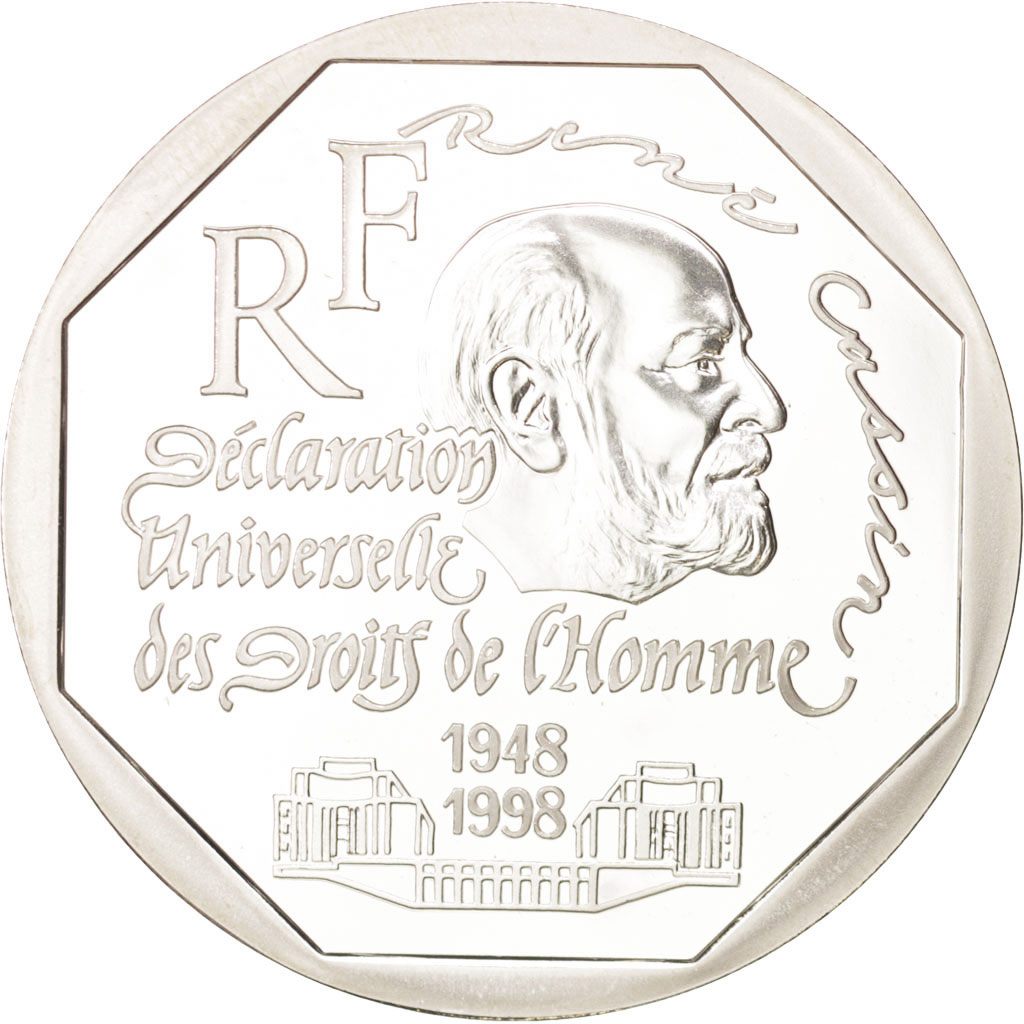 RF
René Cassin
Déclaration
Universelle
des Droits de l'Homme
1948
1998